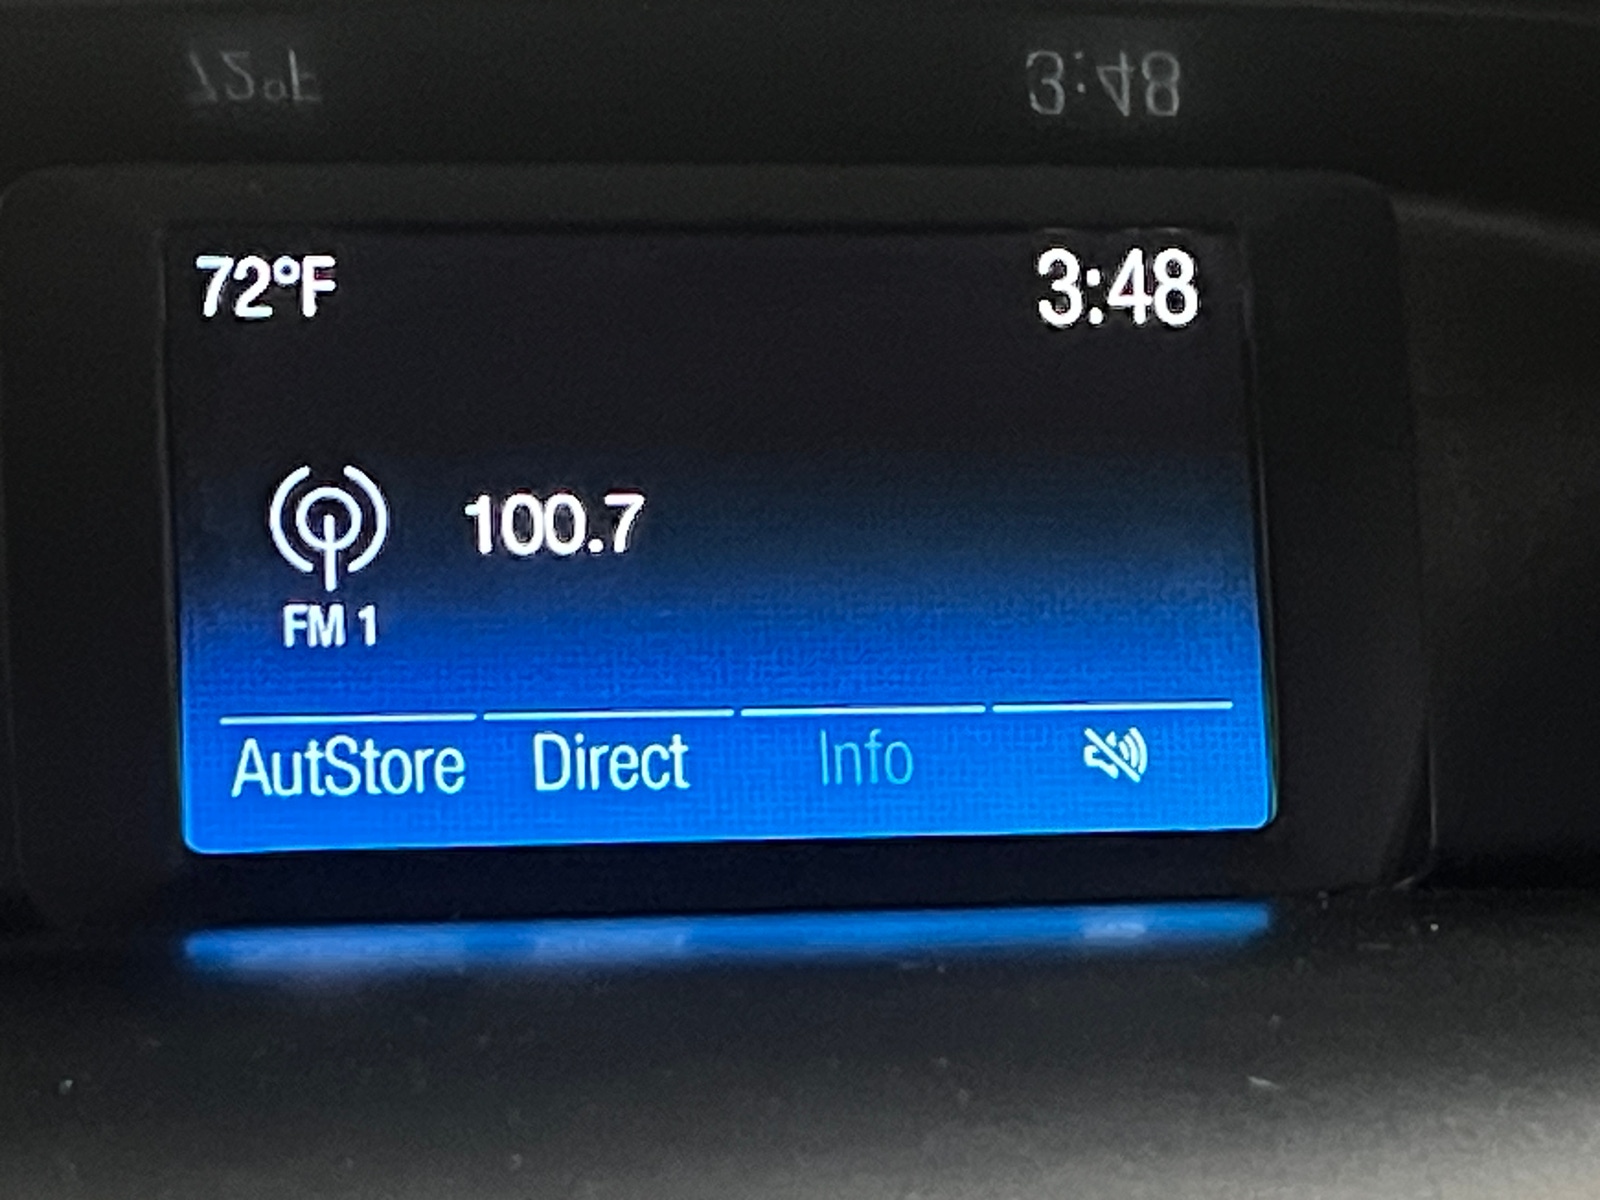 72°F 3:48
100.7
FM 1
AutStore Direct Info